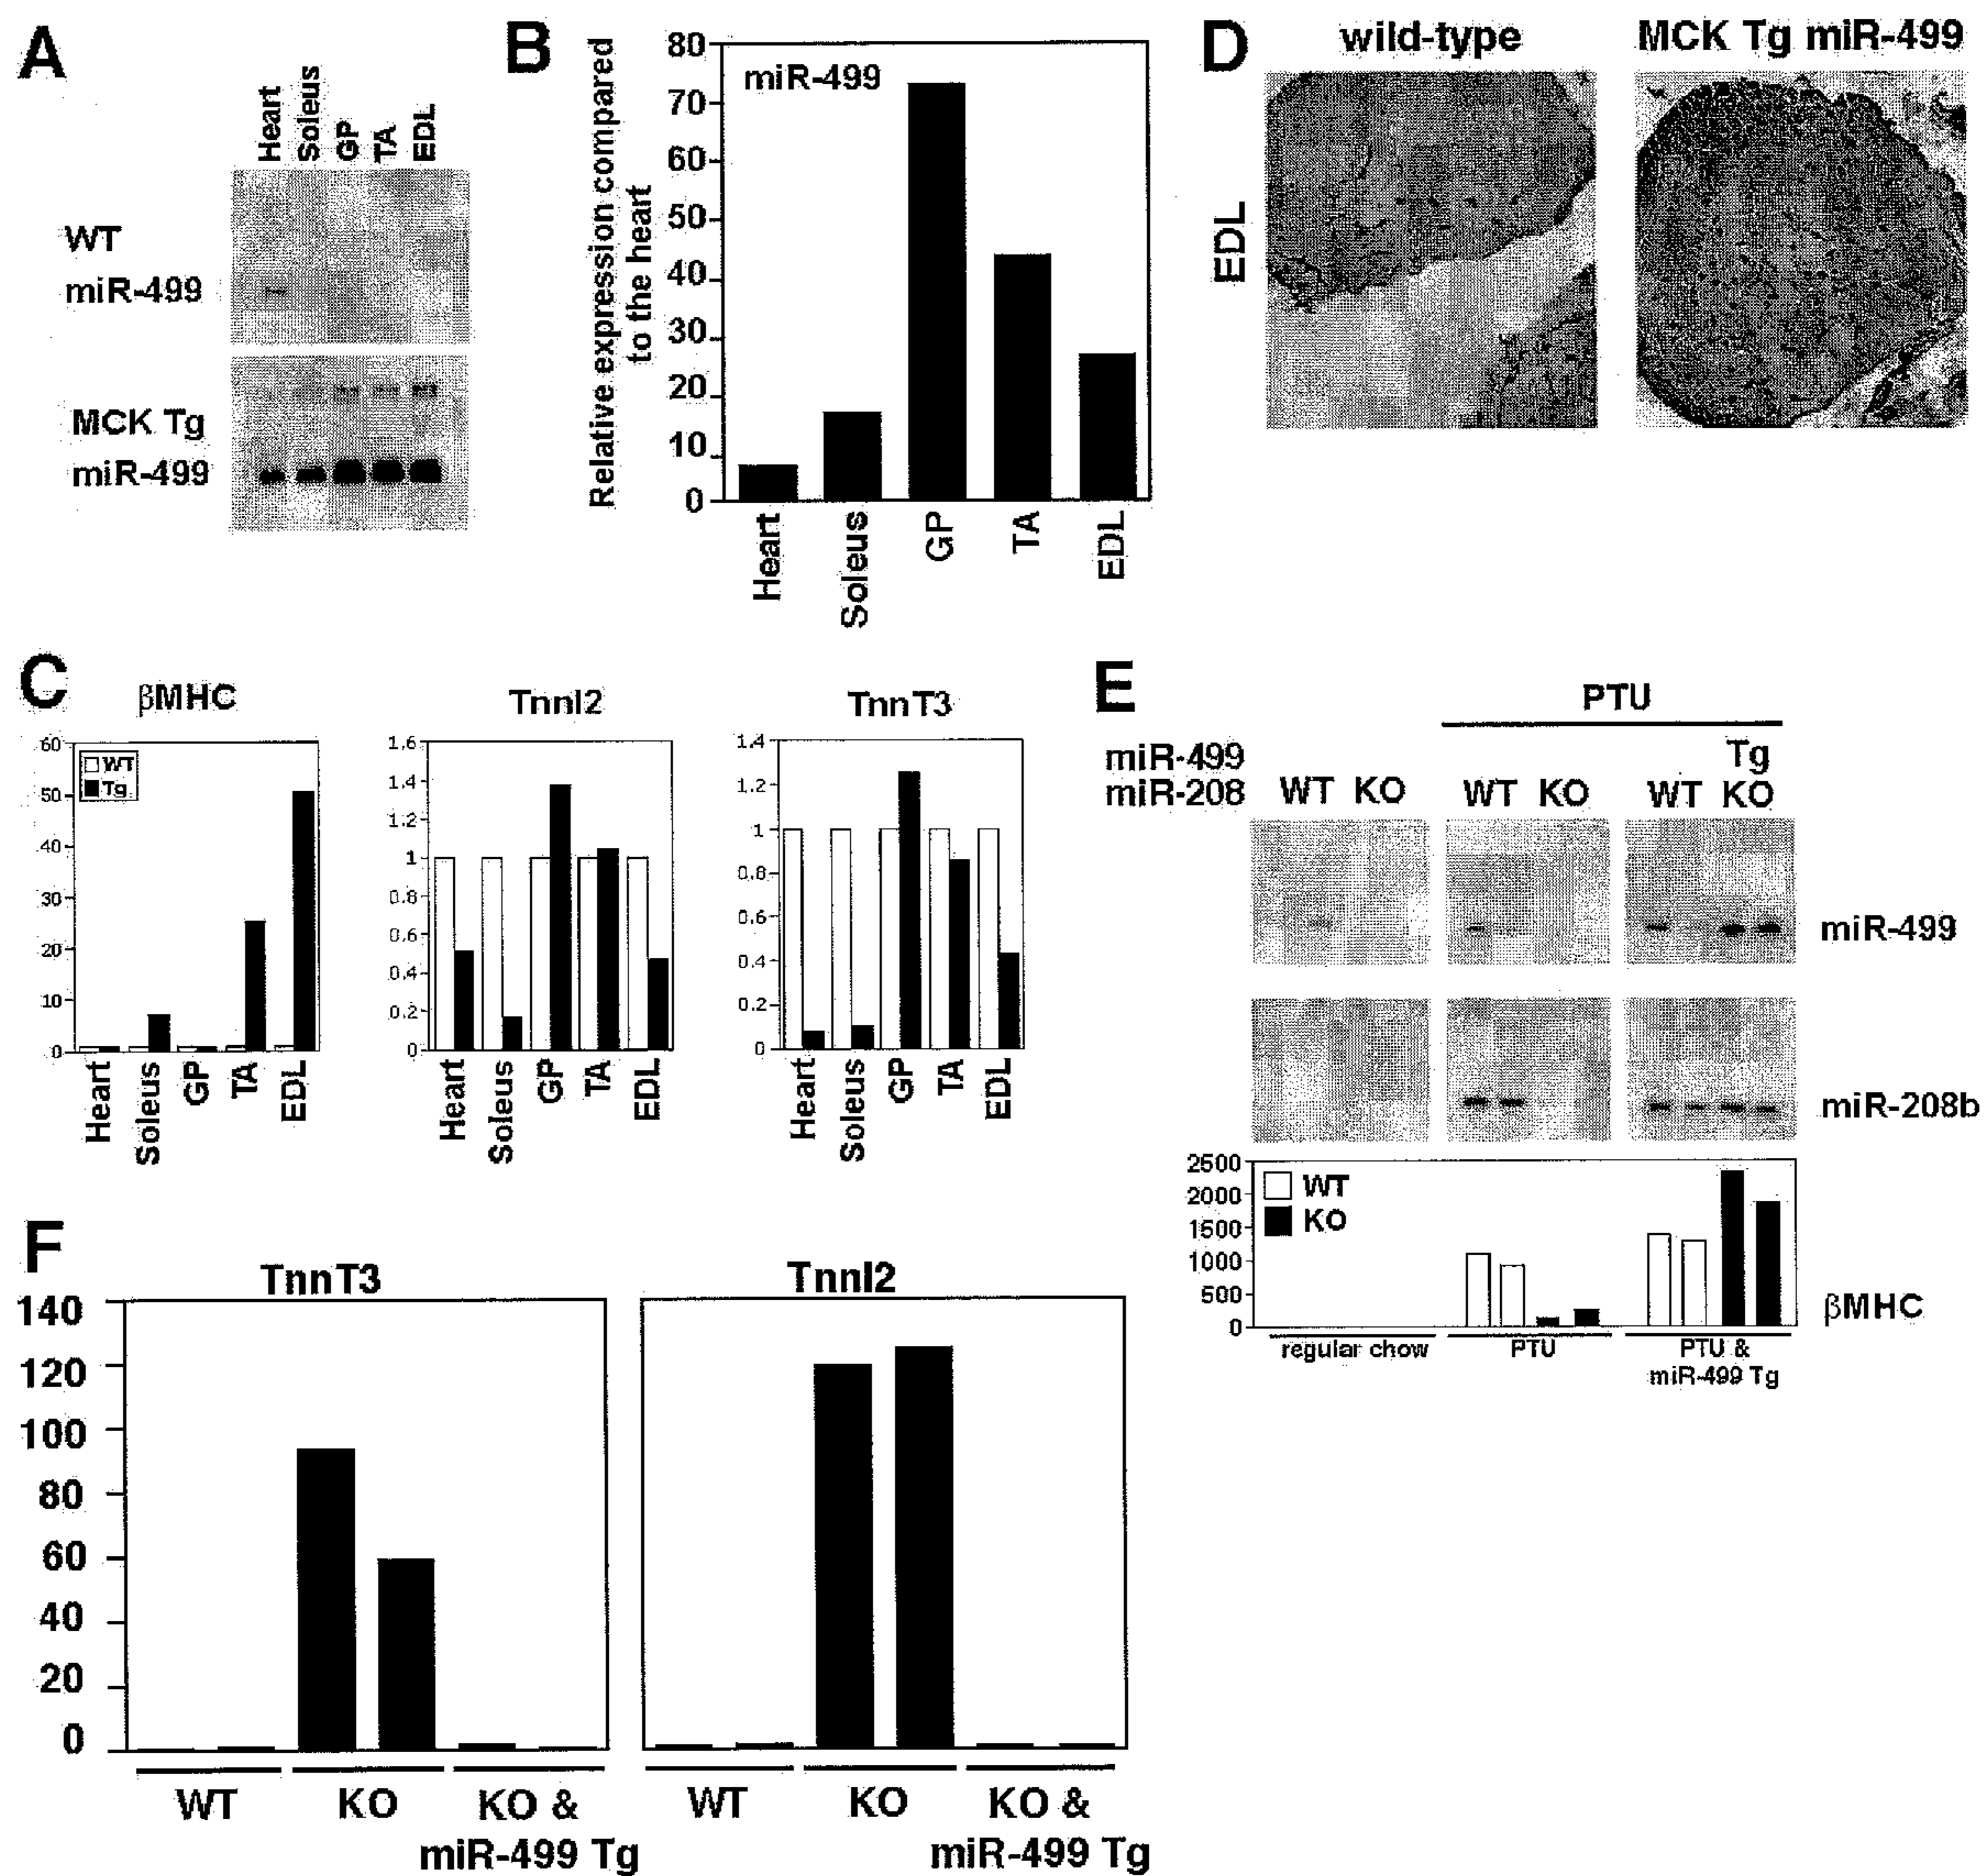 A
Heart
Soleus
GP
TA
EDL
WT
miR-499
MCK Tg
miR-499
B
Relative expression compared
to the heart
80
70
60
50
40
30
20
10
0
miR-499
Heart
Soleus
GP
TA
EDL
D
wild-type
MCK Tg miR-499
EDL
C
βMHC
60
50
40
30
20
10
0
WT
Tg
Heart
Soleus
GP
TA
EDL
TnnI2
1.6
1.4
1.2
1
0.8
0.6
0.4
0.2
0
Heart
Soleus
GP
TA
EDL
TnnT3
1.4
1.2
1
0.8
0.6
0.4
0.2
0
Heart
Soleus
GP
TA
EDL
E
PTU
miR-499 Tg
miR-208 WT KO WT KO WT KO
miR-499
miR-208b
2500
2000
1500
1000
500
0
WT
KO
βMHC
regular chow
PTU
PTU &
miR-499 Tg
F
TnnT3
140
120
100
80
60
40
20
0
WT
KO
KO &
miR-499 Tg
TnnI2
WT
KO
KO &
miR-499 Tg